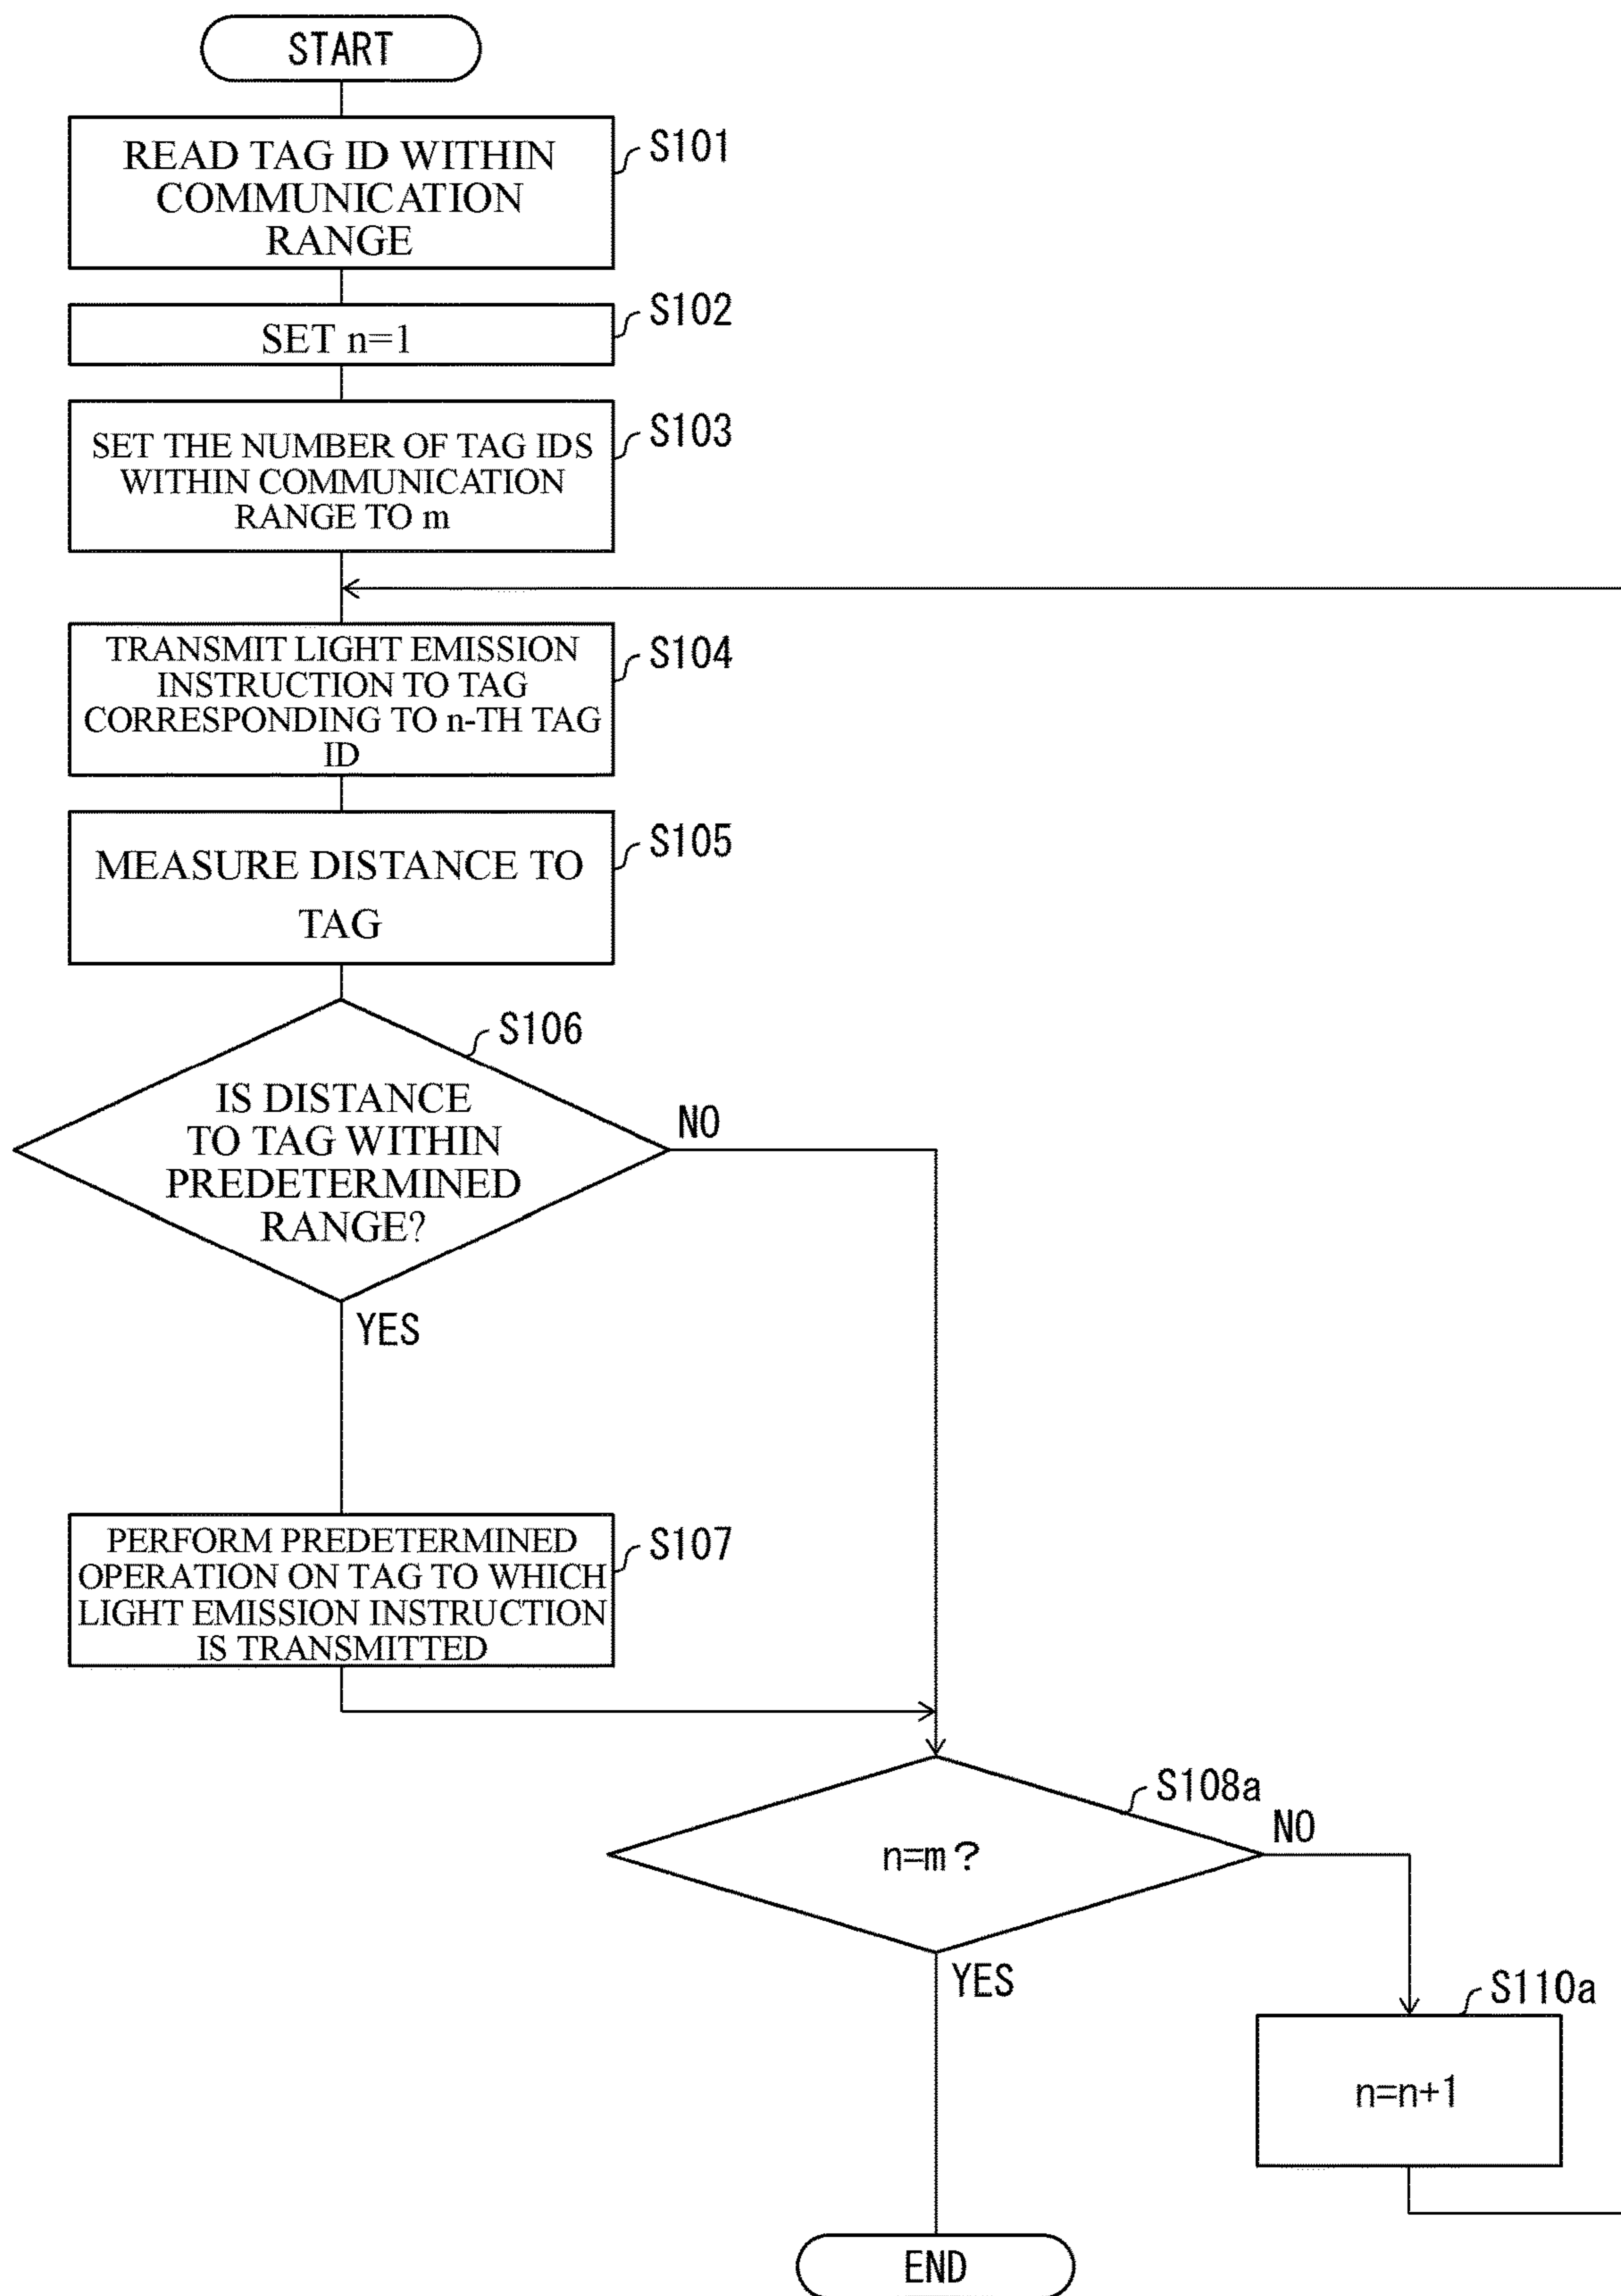 START
READ TAG ID WITHIN
COMMUNICATION
RANGE
S101
SET n=1
S102
SET THE NUMBER OF TAG IDS
WITHIN COMMUNICATION
RANGE TO m
S103
TRANSMIT LIGHT EMISSION
INSTRUCTION TO TAG
CORRESPONDING TO n-TH TAG
ID
S104
MEASURE DISTANCE TO
TAG
S105
S106
IS DISTANCE
TO TAG WITHIN
PREDETERMINED
RANGE?
NO
YES
PERFORM PREDETERMINED
OPERATION ON TAG TO WHICH
LIGHT EMISSION INSTRUCTION
IS TRANSMITTED
S107
S108a
n=m?
NO
YES
S110a
n=n+1
END